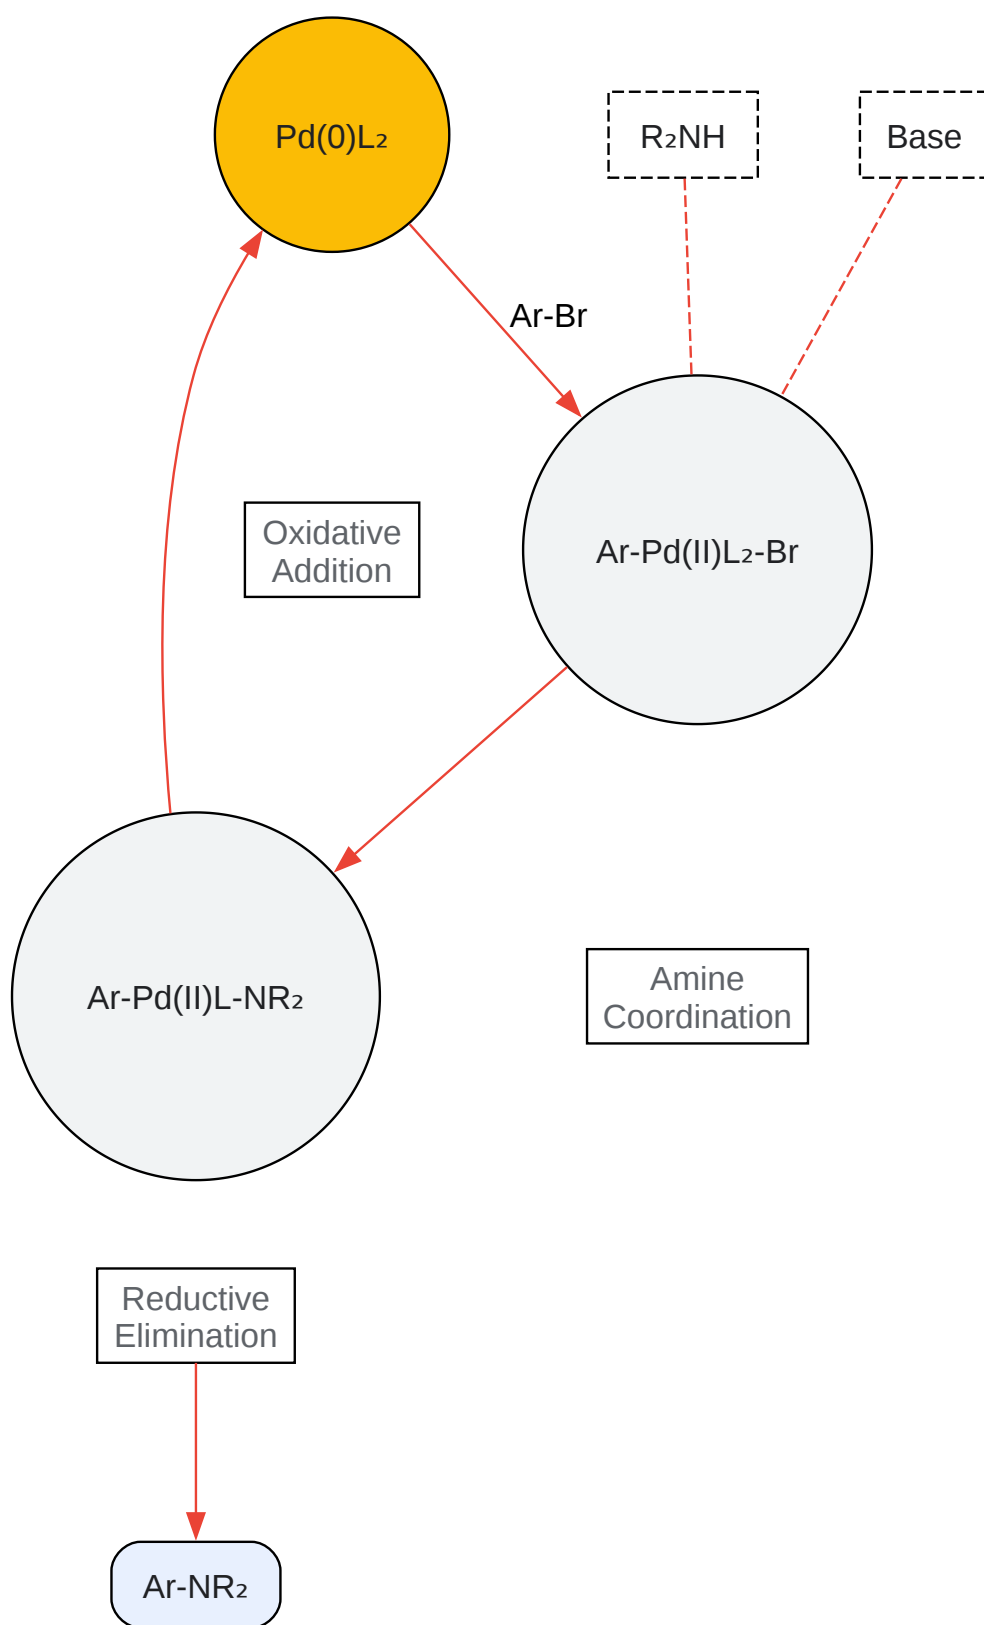 Pd(0)L₂
R₂NH
Base
Ar-Br
Oxidative
Addition
Ar-Pd(II)L₂-Br
Ar-Pd(II)L-NR₂
Amine
Coordination
Reductive
Elimination
Ar-NR₂